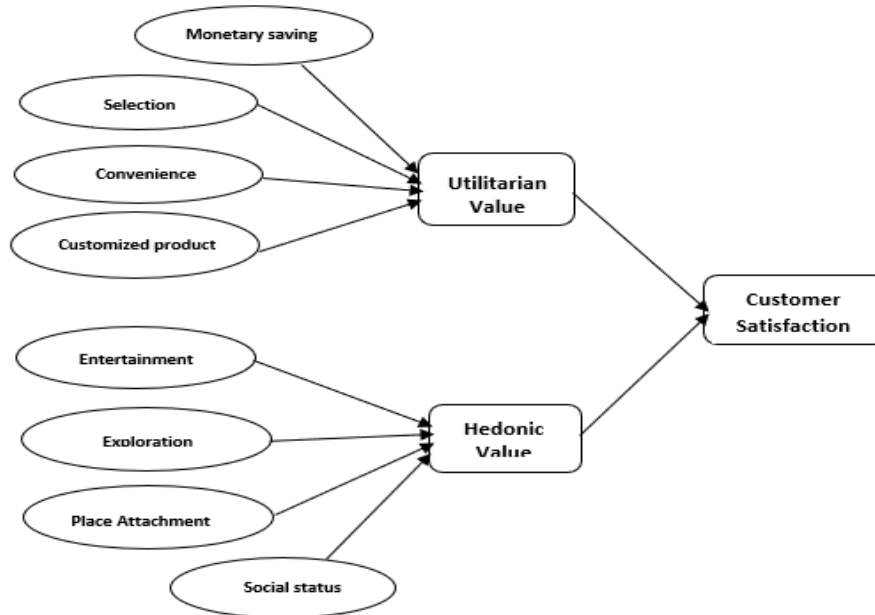 Monetary saving
Selection
Convenience
Customized product
Utilitarian
Value
Customer
Satisfaction
Entertainment
Exploration
Place Attachment
Social status
Hedonic
Value